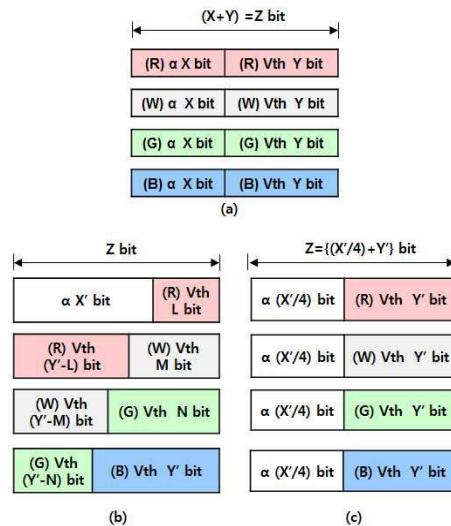 (X+Y) =Z bit
(R) α X bit (R) Vth Y bit
(W) α X bit (W) Vth Y bit
(G) α X bit (G) Vth Y bit
(B) α X bit (B) Vth Y bit
(a)
Z bit
α X' bit (R) Vth
L bit
(R) Vth
(Y'-L) bit (W) Vth
M bit
(W) Vth
(Y'-M) bit (G) Vth N bit
(G) Vth
(Y'-N) bit (B) Vth Y' bit
(b)
Z={(X'/4)+Y'} bit
α (X'/4) bit (R) Vth Y' bit
α (X'/4) bit (W) Vth Y' bit
α (X'/4) bit (G) Vth Y' bit
α (X'/4) bit (B) Vth Y' bit
(c)